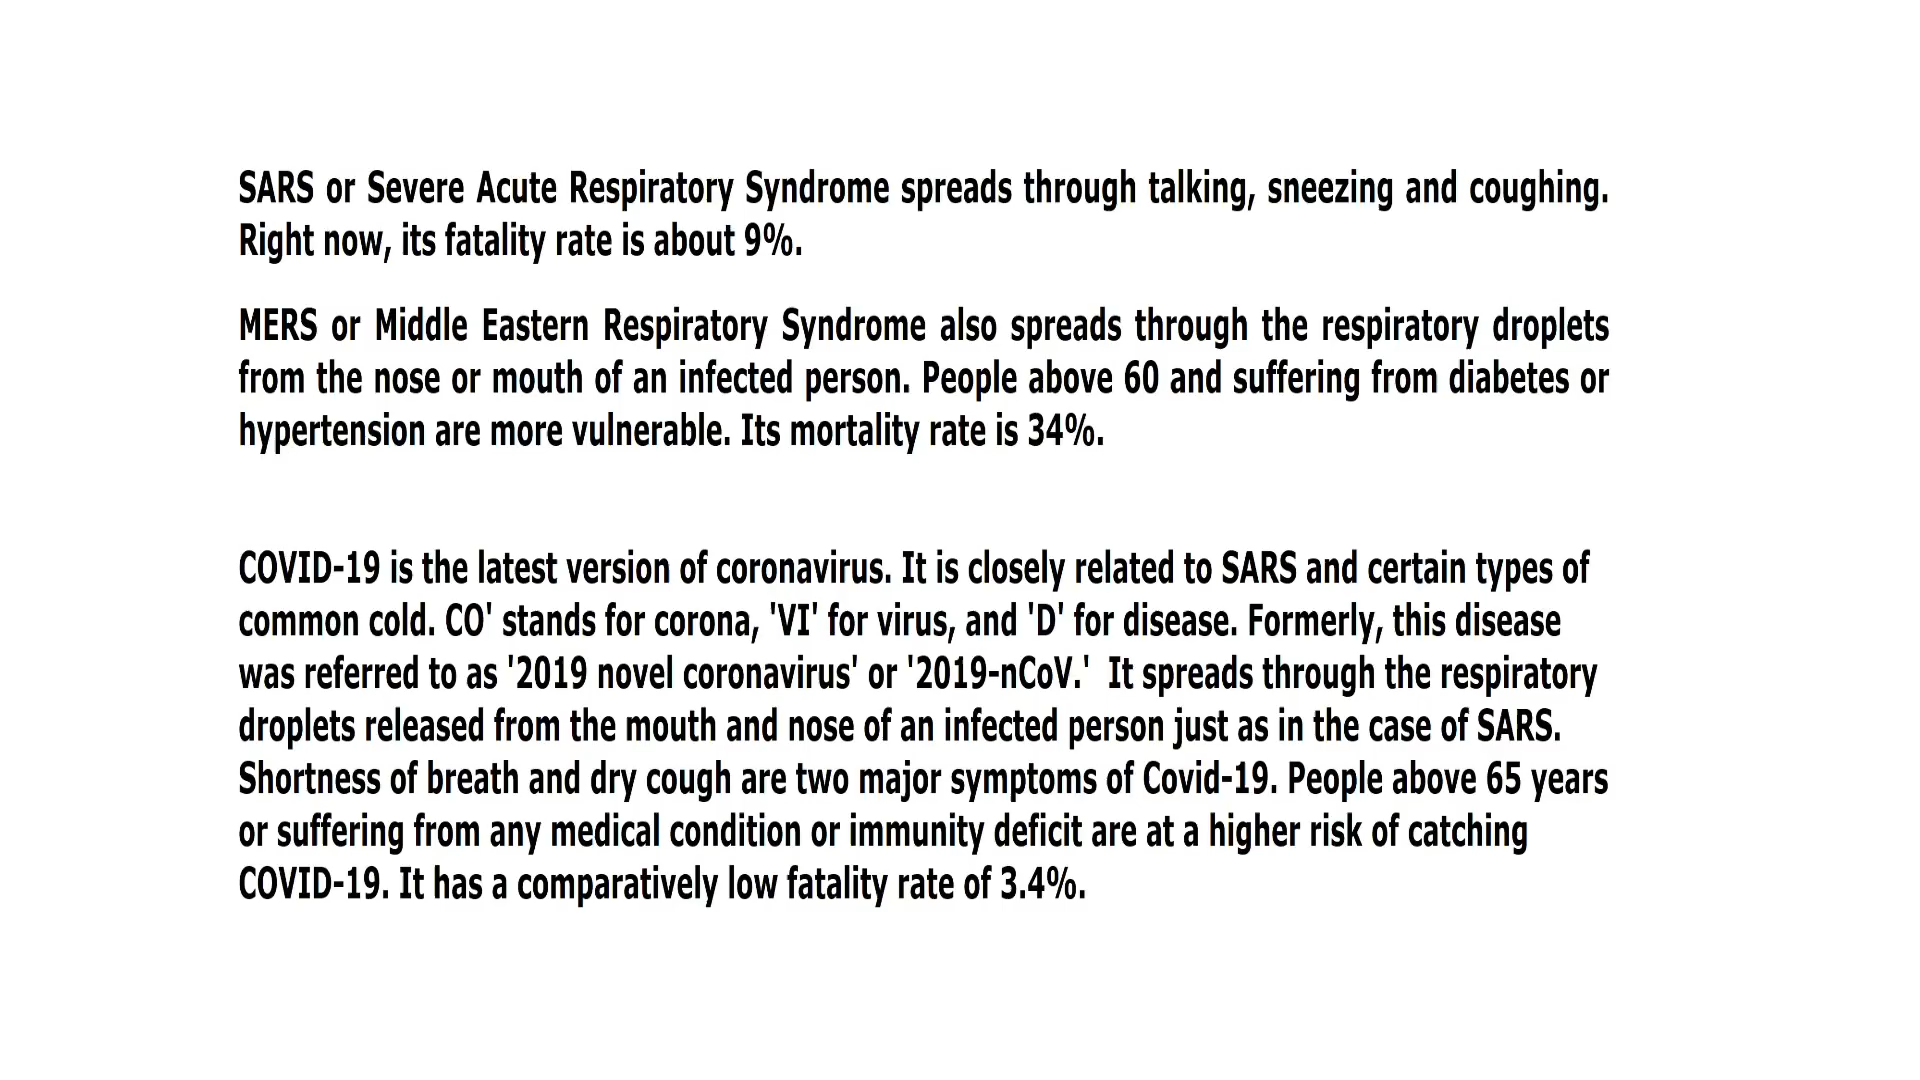 SARS or Severe Acute Respiratory Syndrome spreads through talking, sneezing and coughing.
Right now, its fatality rate is about 9%.
MERS or Middle Eastern Respiratory Syndrome also spreads through the respiratory droplets
from the nose or mouth of an infected person. People above 60 and suffering from diabetes or
hypertension are more vulnerable. Its mortality rate is 34%.
COVID-19 is the latest version of coronavirus. It is closely related to SARS and certain types of
common cold. CO' stands for corona, 'VI' for virus, and 'D' for disease. Formerly, this disease
was referred to as '2019 novel coronavirus' or '2019-nCoV.'  It spreads through the respiratory
droplets released from the mouth and nose of an infected person just as in the case of SARS.
Shortness of breath and dry cough are two major symptoms of Covid-19. People above 65 years
or suffering from any medical condition or immunity deficit are at a higher risk of catching
COVID-19. It has a comparatively low fatality rate of 3.4%.